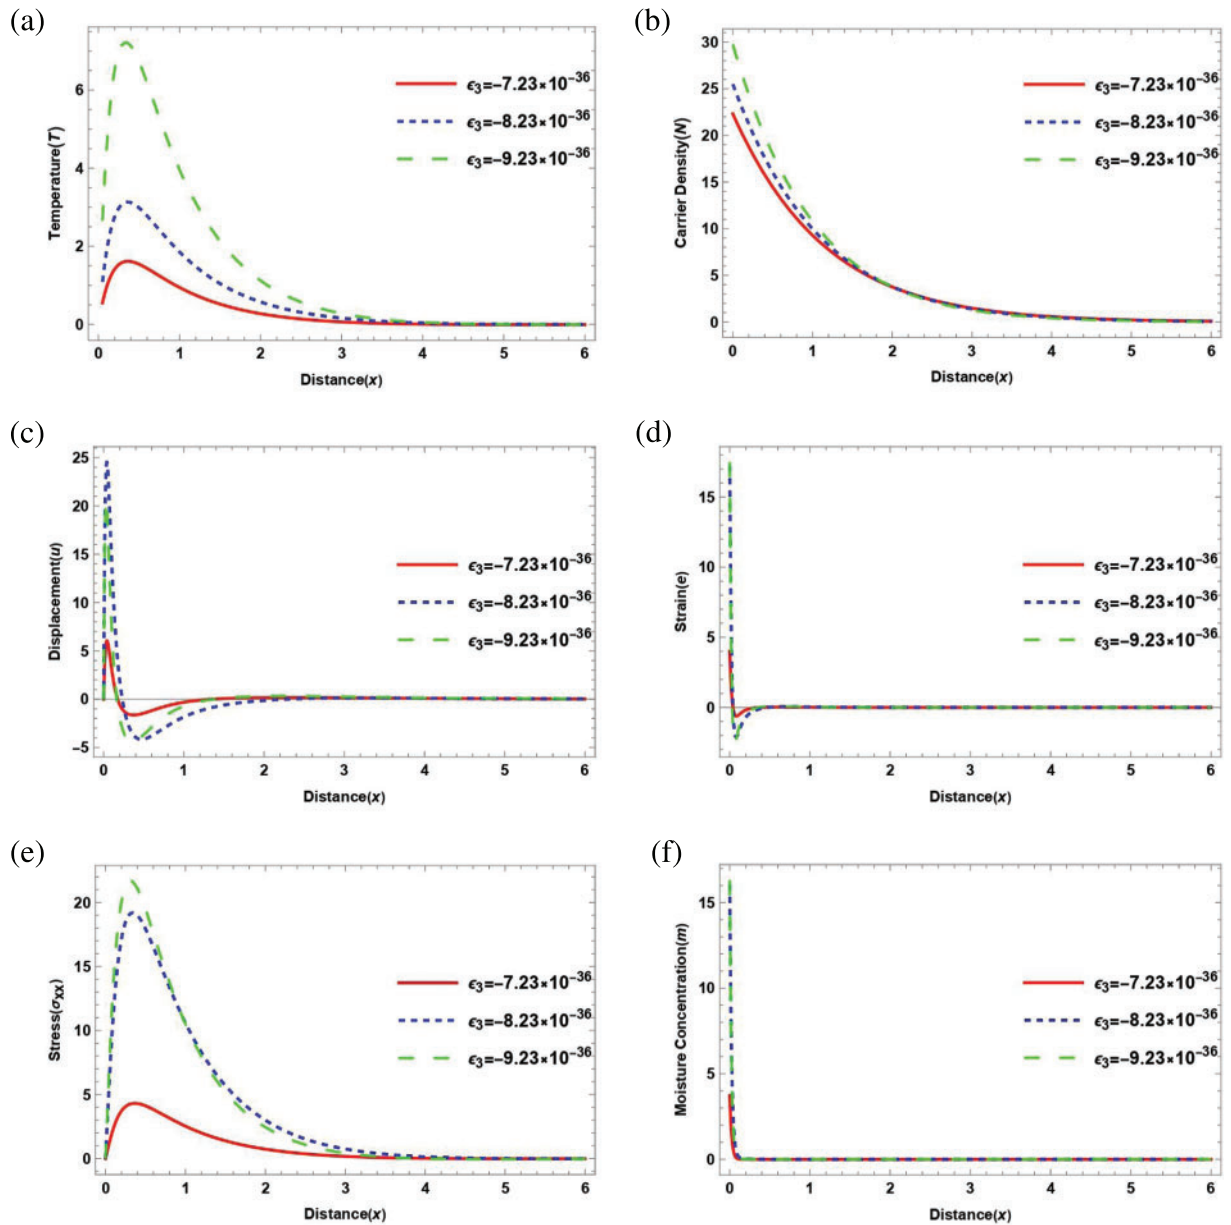 (a)
Temperature(T)
6
4
2
0
0 1 2 3 4 5 6
Distance(x)
ϵ₃=−7.23×10⁻³⁶
ϵ₃=−8.23×10⁻³⁶
ϵ₃=−9.23×10⁻³⁶
(b)
Carrier Density(N)
30
25
20
15
10
5
0
0 1 2 3 4 5 6
Distance(x)
ϵ₃=−7.23×10⁻³⁶
ϵ₃=−8.23×10⁻³⁶
ϵ₃=−9.23×10⁻³⁶
(c)
Displacement(u)
25
20
15
10
5
0
−5
0 1 2 3 4 5 6
Distance(x)
ϵ₃=−7.23×10⁻³⁶
ϵ₃=−8.23×10⁻³⁶
ϵ₃=−9.23×10⁻³⁶
(d)
Strain(e)
15
10
5
0
0 1 2 3 4 5 6
Distance(x)
ϵ₃=−7.23×10⁻³⁶
ϵ₃=−8.23×10⁻³⁶
ϵ₃=−9.23×10⁻³⁶
(e)
Stress(σxx)
20
15
10
5
0
0 1 2 3 4 5 6
Distance(x)
ϵ₃=−7.23×10⁻³⁶
ϵ₃=−8.23×10⁻³⁶
ϵ₃=−9.23×10⁻³⁶
(f)
Moisture Concentration(m)
15
10
5
0
0 1 2 3 4 5 6
Distance(x)
ϵ₃=−7.23×10⁻³⁶
ϵ₃=−8.23×10⁻³⁶
ϵ₃=−9.23×10⁻³⁶